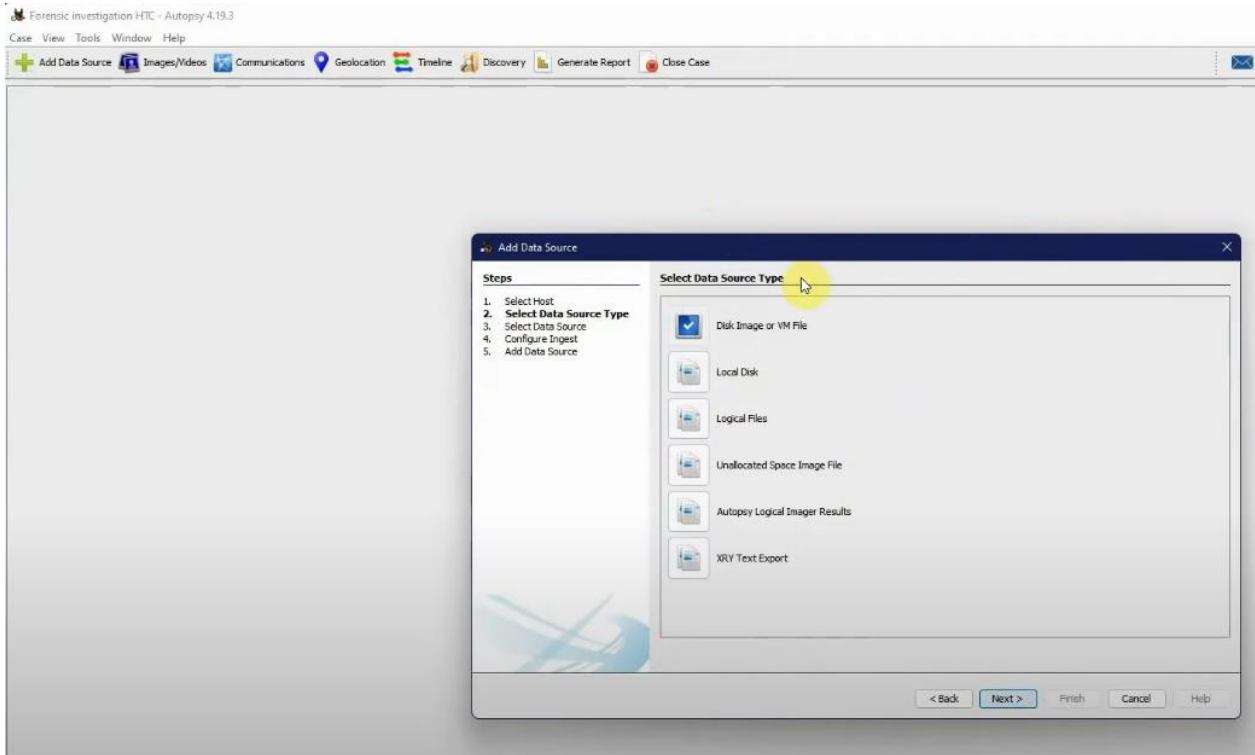 Forensic investigation HTC - Autopsy 4.19.3
Case View Tools Window Help
Add Data Source Images/Videos Communications Geolocation Timeline Discovery Generate Report Close Case
Add Data Source
Steps
1. Select Host
2. Select Data Source Type
3. Select Data Source
4. Configure Ingest
5. Add Data Source
Select Data Source Type
Disk Image or VM File
Local Disk
Logical Files
Unallocated Space Image File
Autopsy Logical Imager Results
XRY Text Export
< Back Next > Finish Cancel Help